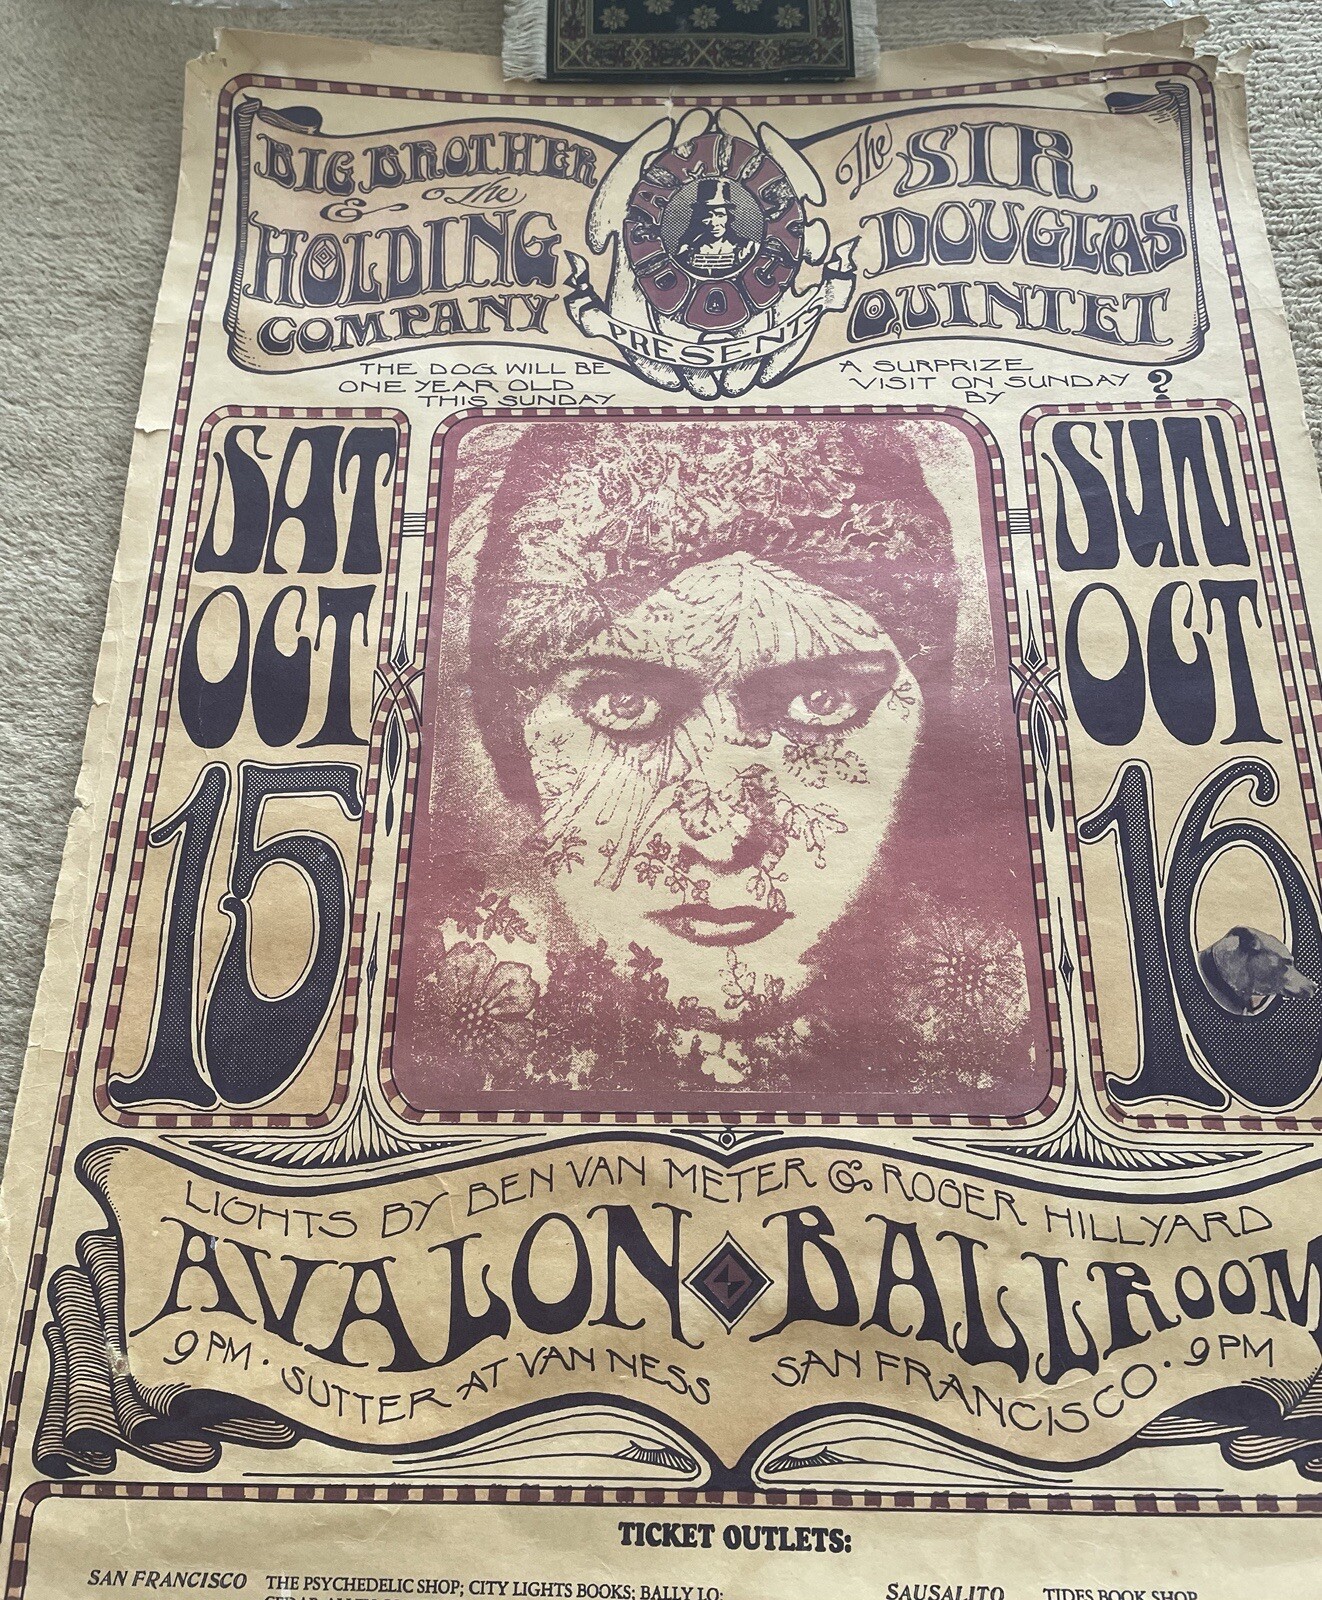 BIG BROTHER
& The
HOLDING
COMPANY
FAMILY
DOG
PRESENTS
The SIR
DOUGLAS
QUINTET
THE DOG WILL BE
ONE YEAR OLD
THIS SUNDAY
A SURPRIZE
VISIT ON SUNDAY
BY ?
SAT
OCT
15
SUN
OCT
16
LIGHTS BY BEN VAN METER & ROGER HILLYARD
AVALON BALLROOM
9 PM · SUTTER AT VAN NESS SAN FRANCISCO · 9 PM
TICKET OUTLETS:
SAN FRANCISCO THE PSYCHEDELIC SHOP; CITY LIGHTS BOOKS; BALLY LO;
SAUSALITO TIDES BOOK SHOP